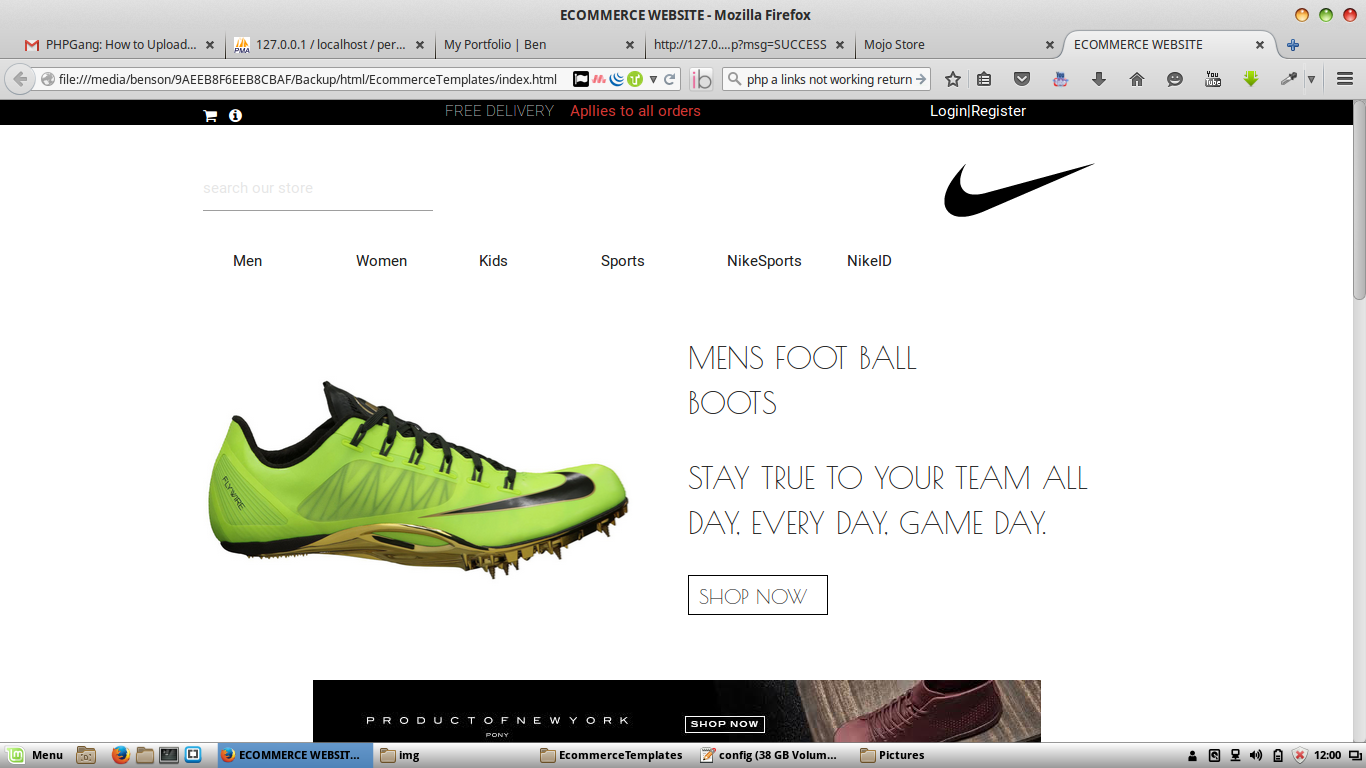 ECOMMERCE WEBSITE - Mozilla Firefox
PHPGang: How to Upload...
127.0.0.1 / localhost / per...
My Portfolio | Ben
http://127.0....p?msg=SUCCESS
Mojo Store
ECOMMERCE WEBSITE
file:///media/benson/9AEEB8F6EEB8CBAF/Backup/html/EcommerceTemplates/index.html
php a links not working return
FREE DELIVERY Apllies to all orders
Login|Register
search our store
Men Women Kids Sports NikeSports NikeID
MENS FOOT BALL
BOOTS
STAY TRUE TO YOUR TEAM ALL
DAY, EVERY DAY, GAME DAY.
SHOP NOW
FLYWIRE
PRODUCTOFNEWYORK
PONY
SHOP NOW
Menu
ECOMMERCE WEBSIT...
img
EcommerceTemplates
config (38 GB Volum...
Pictures
12:00